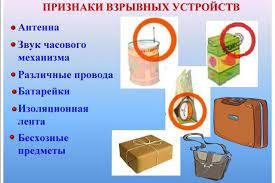 ПРИЗНАКИ ВЗРЫВНЫХ УСТРОЙСТВ
Антенна
Звук часового
механизма
Различные провода
Батарейки
Изоляционная
лента
Бесхозные
предметы